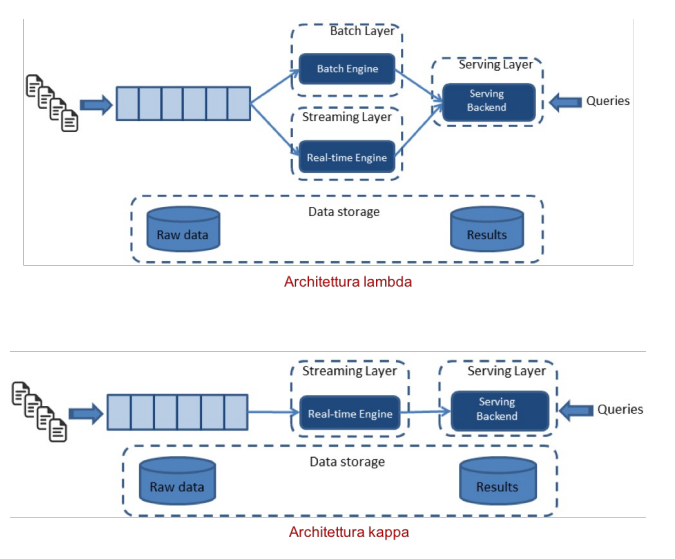 Batch Layer
Batch Engine
Serving Layer
Serving
Backend
Queries
Streaming Layer
Real-time Engine
Data storage
Raw data
Results
Architettura lambda
Streaming Layer
Serving Layer
Real-time Engine
Serving
Backend
Queries
Data storage
Raw data
Results
Architettura kappa